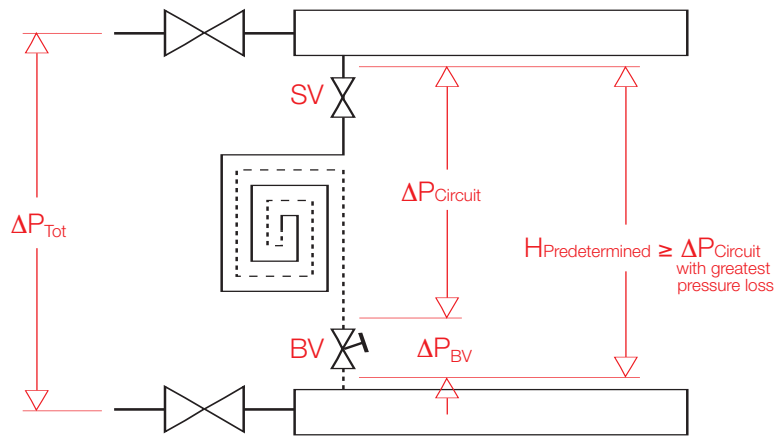 SV
ΔPCircuit
ΔPTot
HPredetermined ≥ ΔPCircuit
with greatest
pressure loss
BV
ΔPBV